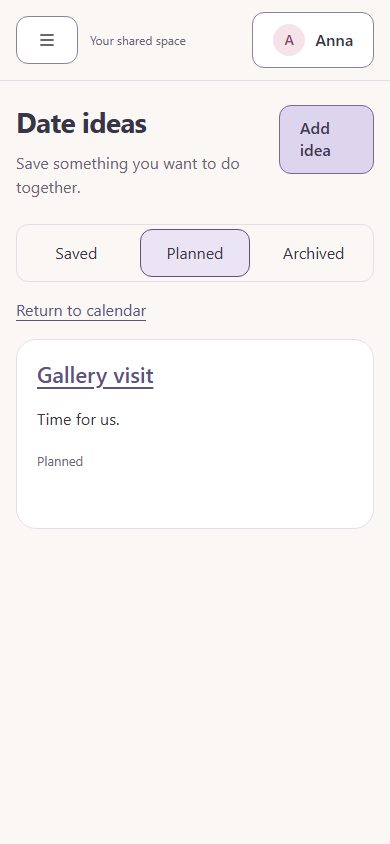 Your shared space
A
Anna
Date ideas
Save something you want to do
together.
Add
idea
Saved
Planned
Archived
Return to calendar
Gallery visit
Time for us.
Planned